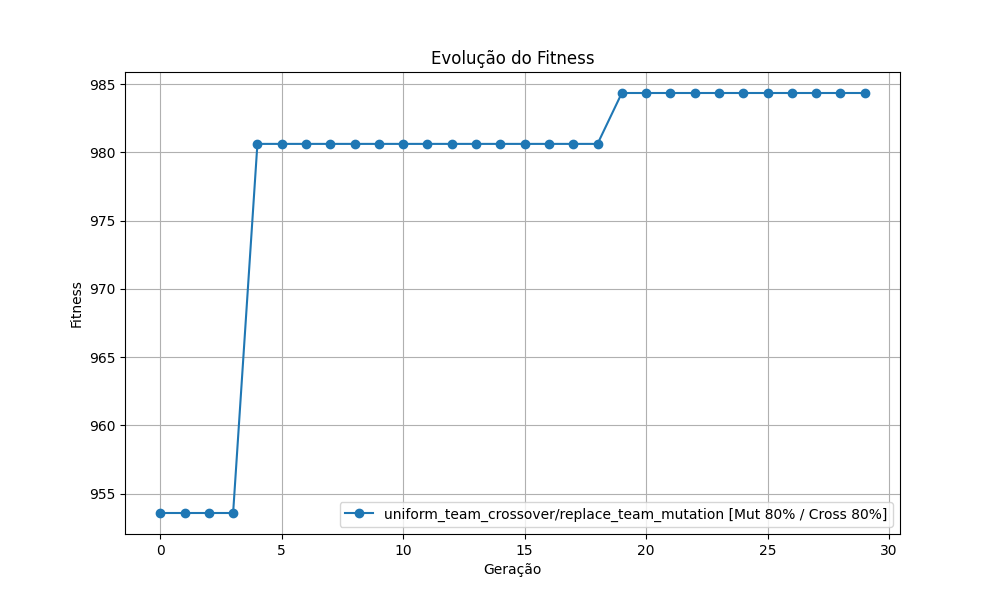 Evolução do Fitness
Fitness
985
980
975
970
965
960
955
uniform_team_crossover/replace_team_mutation [Mut 80% / Cross 80%]
0 5 10 15 20 25 30
Geração